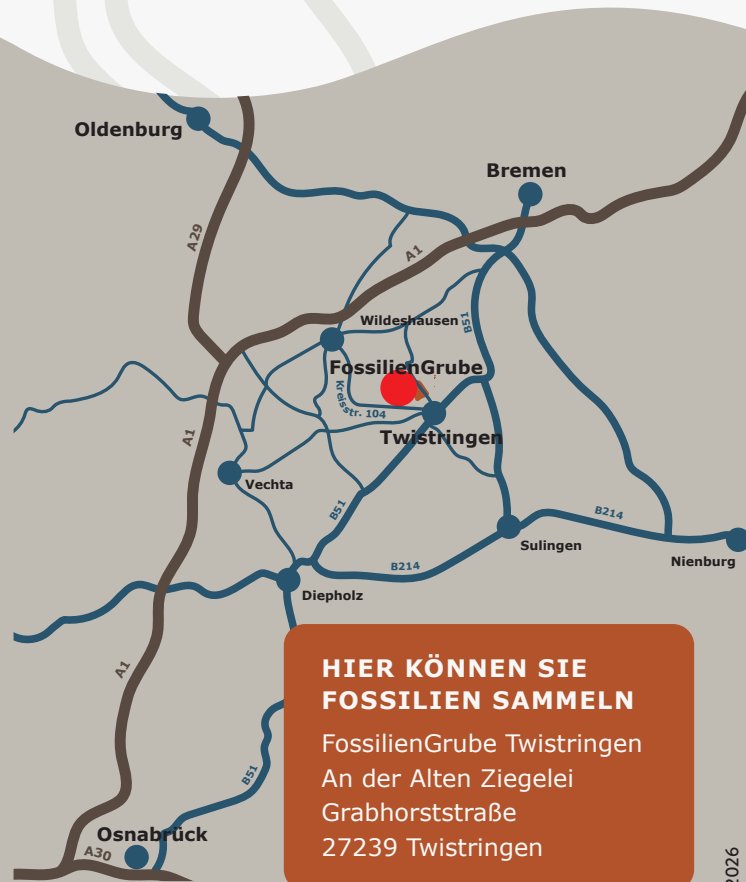 Oldenburg
Bremen
A29
A1
Wildeshausen
B51
FossilienGrube
Kreisstr. 104
Twistringen
A1
Vechta
B51
B214
Sulingen
Nienburg
B214
Diepholz
A1
HIER KÖNNEN SIE
FOSSILIEN SAMMELN
FossilienGrube Twistringen
An der Alten Ziegelei
Grabhorststraße
27239 Twistringen
B51
Osnabrück
A30
2026